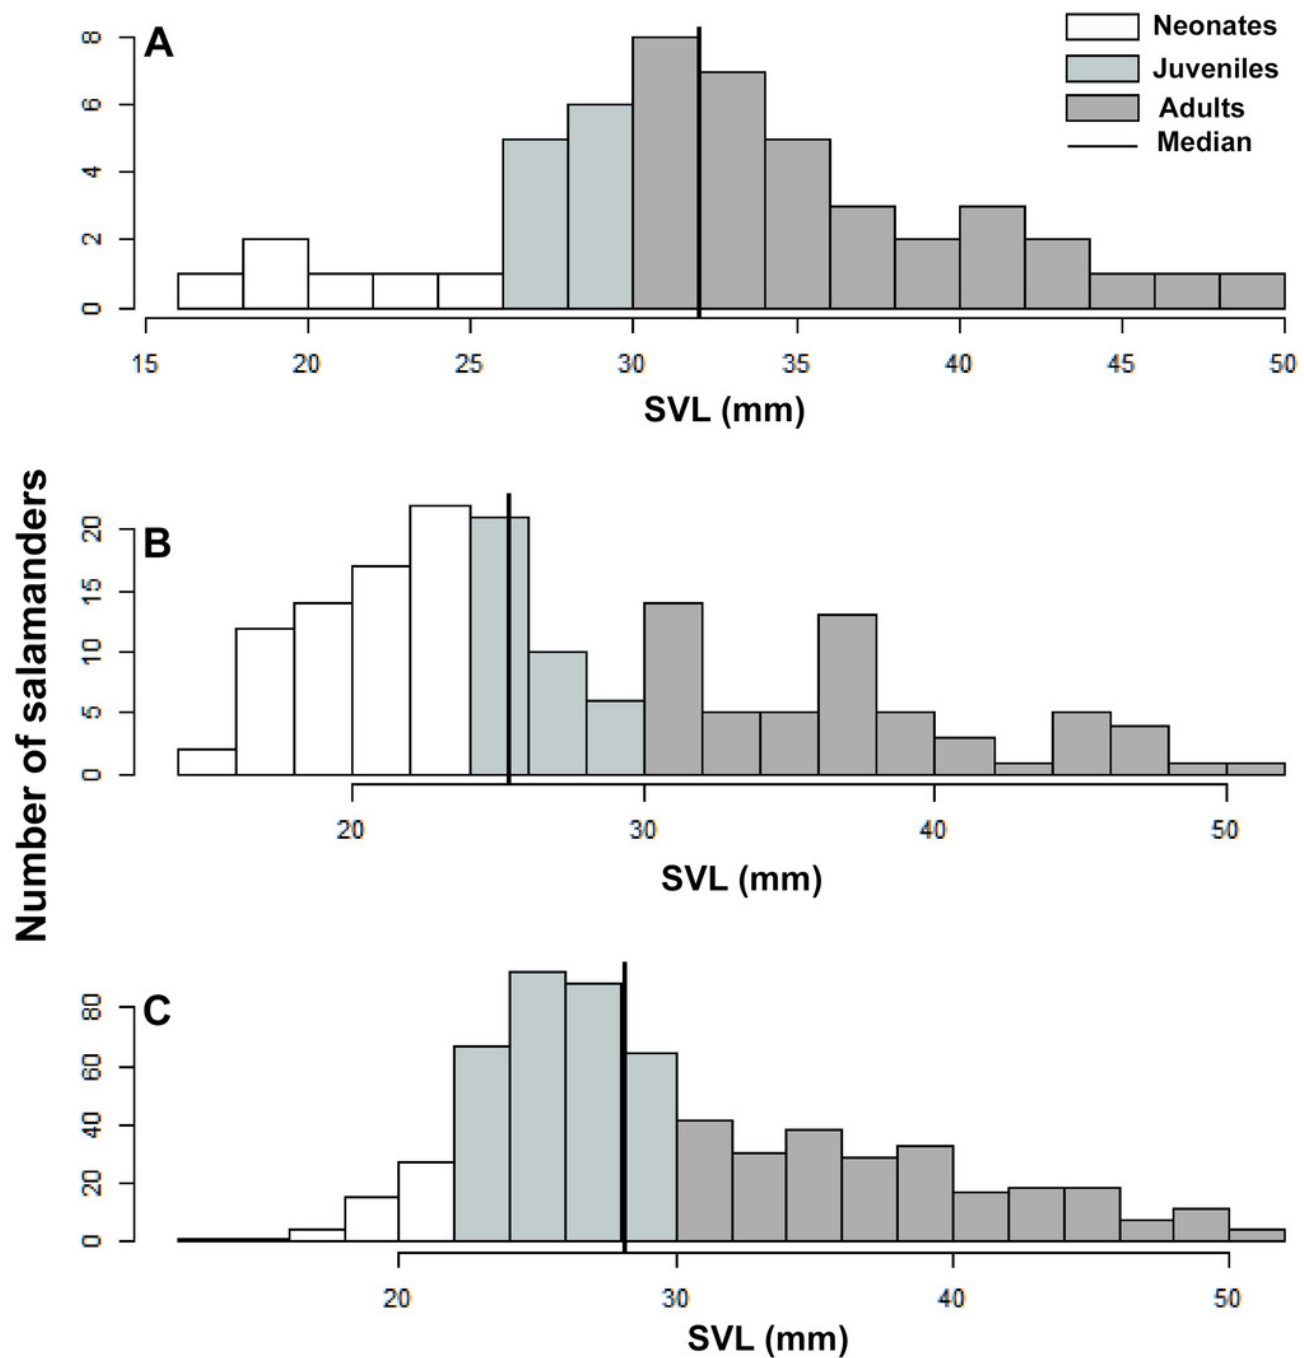 A
Neonates
Juveniles
Adults
Median
0 2 4 6 8
15 20 25 30 35 40 45 50
SVL (mm)
Number of salamanders
B
0 5 10 15 20
20 30 40 50
SVL (mm)
C
0 20 40 60 80
20 30 40 50
SVL (mm)